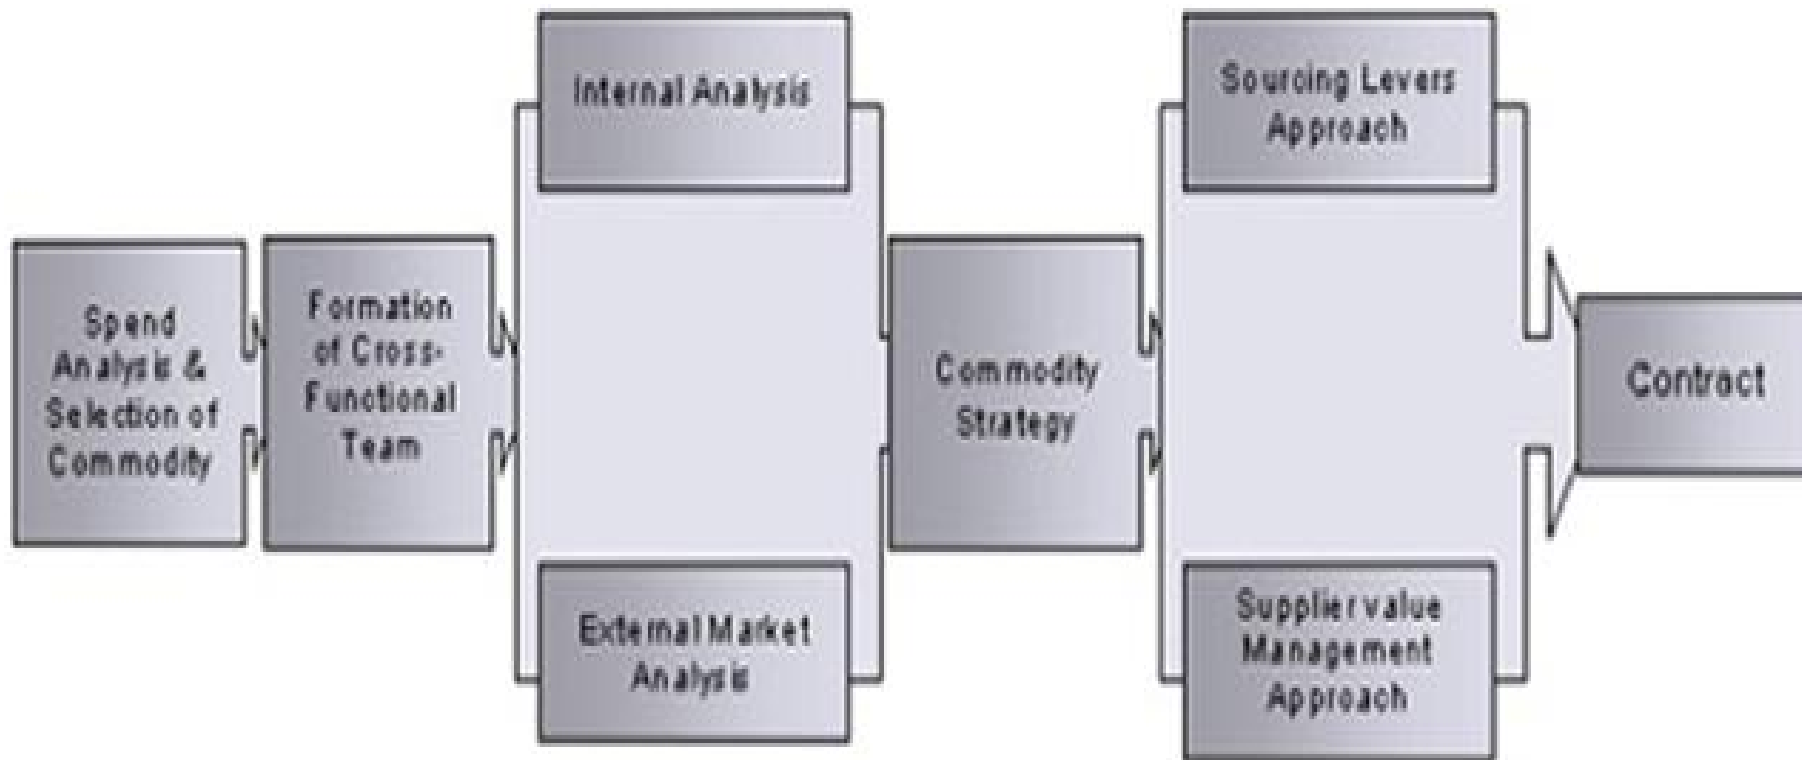 Spend
Analysis &
Selection of
Commodity
Formation
of Cross-
Functional
Team
Internal Analysis
External Market
Analysis
Commodity
Strategy
Sourcing Levers
Approach
Supplier value
Management
Approach
Contract